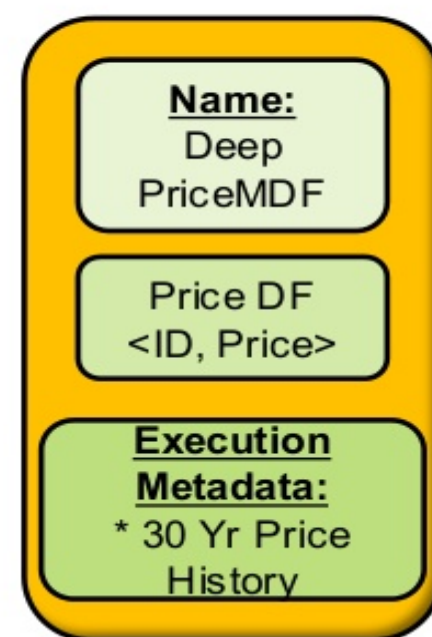 Name:
Deep
PriceMDF
Price DF
<ID, Price>
Execution
Metadata:
* 30 Yr Price
History